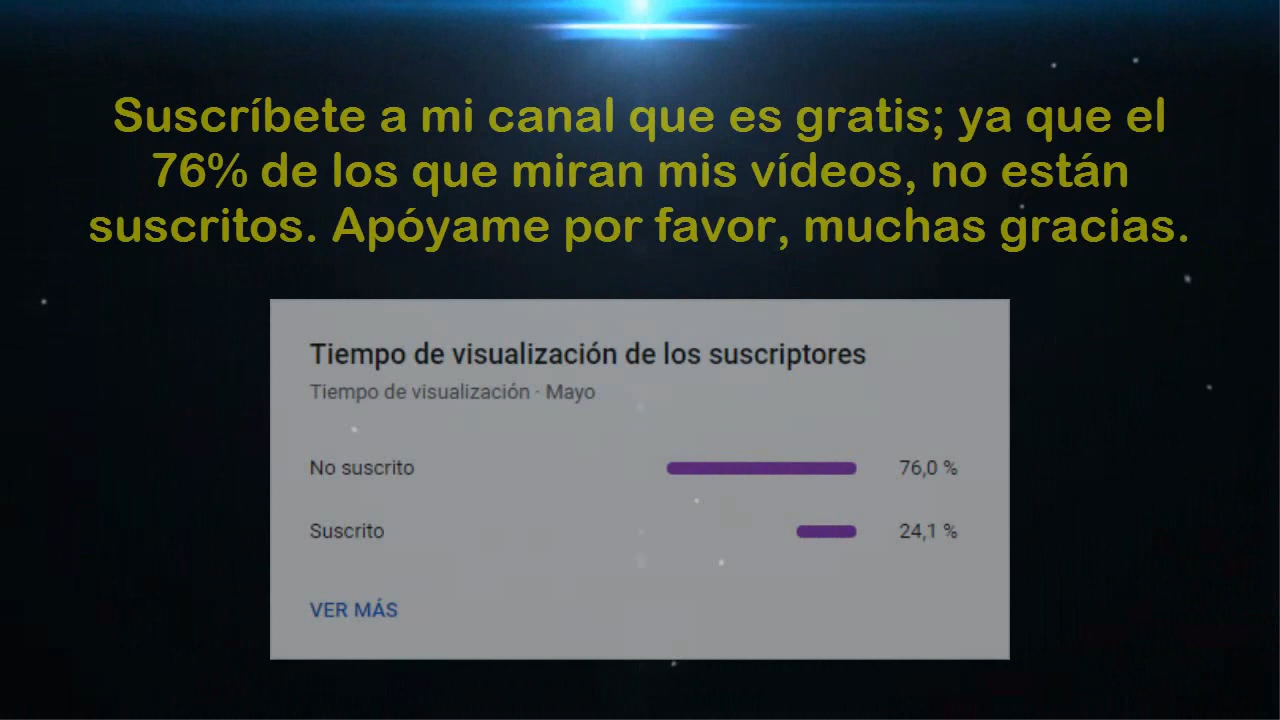 Suscríbete a mi canal que es gratis; ya que el
76% de los que miran mis vídeos, no están
suscritos. Apóyame por favor, muchas gracias.
Tiempo de visualización de los suscriptores
Tiempo de visualización · Mayo
No suscrito 76,0 %
Suscrito 24,1 %
VER MÁS